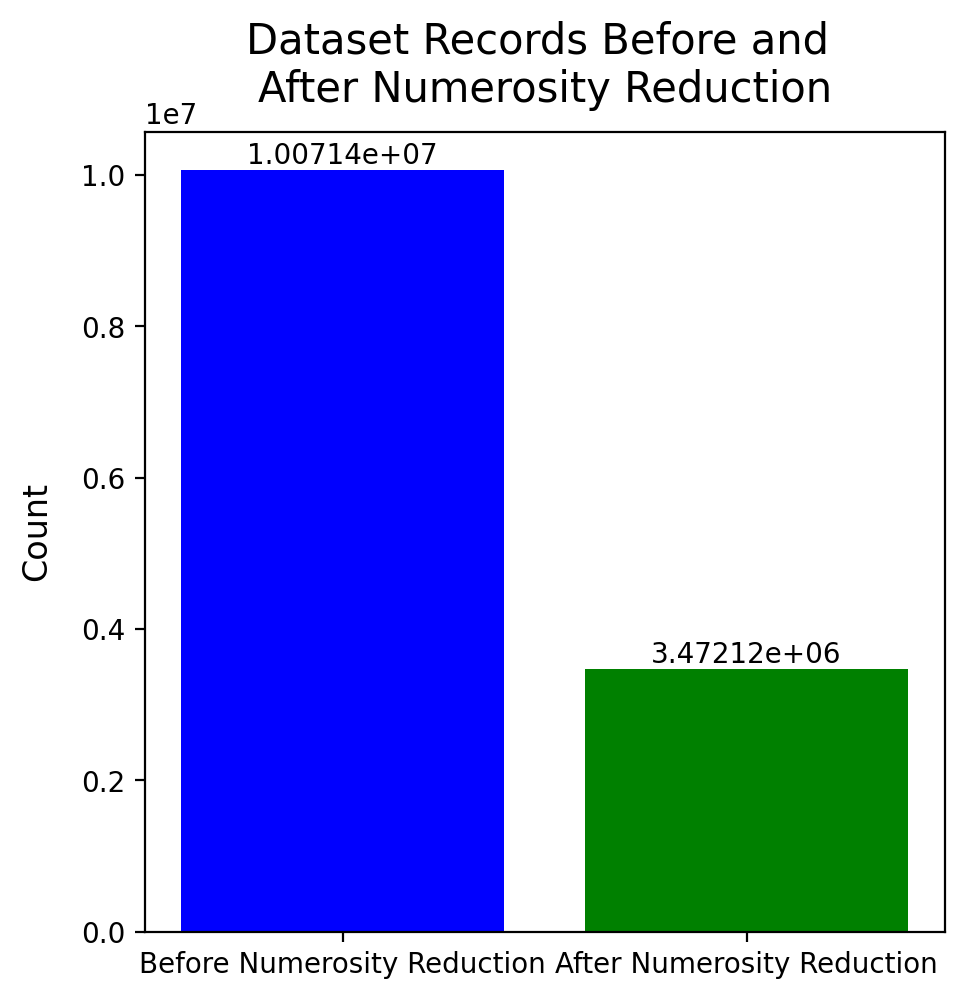 Dataset Records Before and
After Numerosity Reduction
1e7
1.00714e+07
1.0
0.8
0.6
Count
0.4
3.47212e+06
0.2
0.0
Before Numerosity Reduction
After Numerosity Reduction